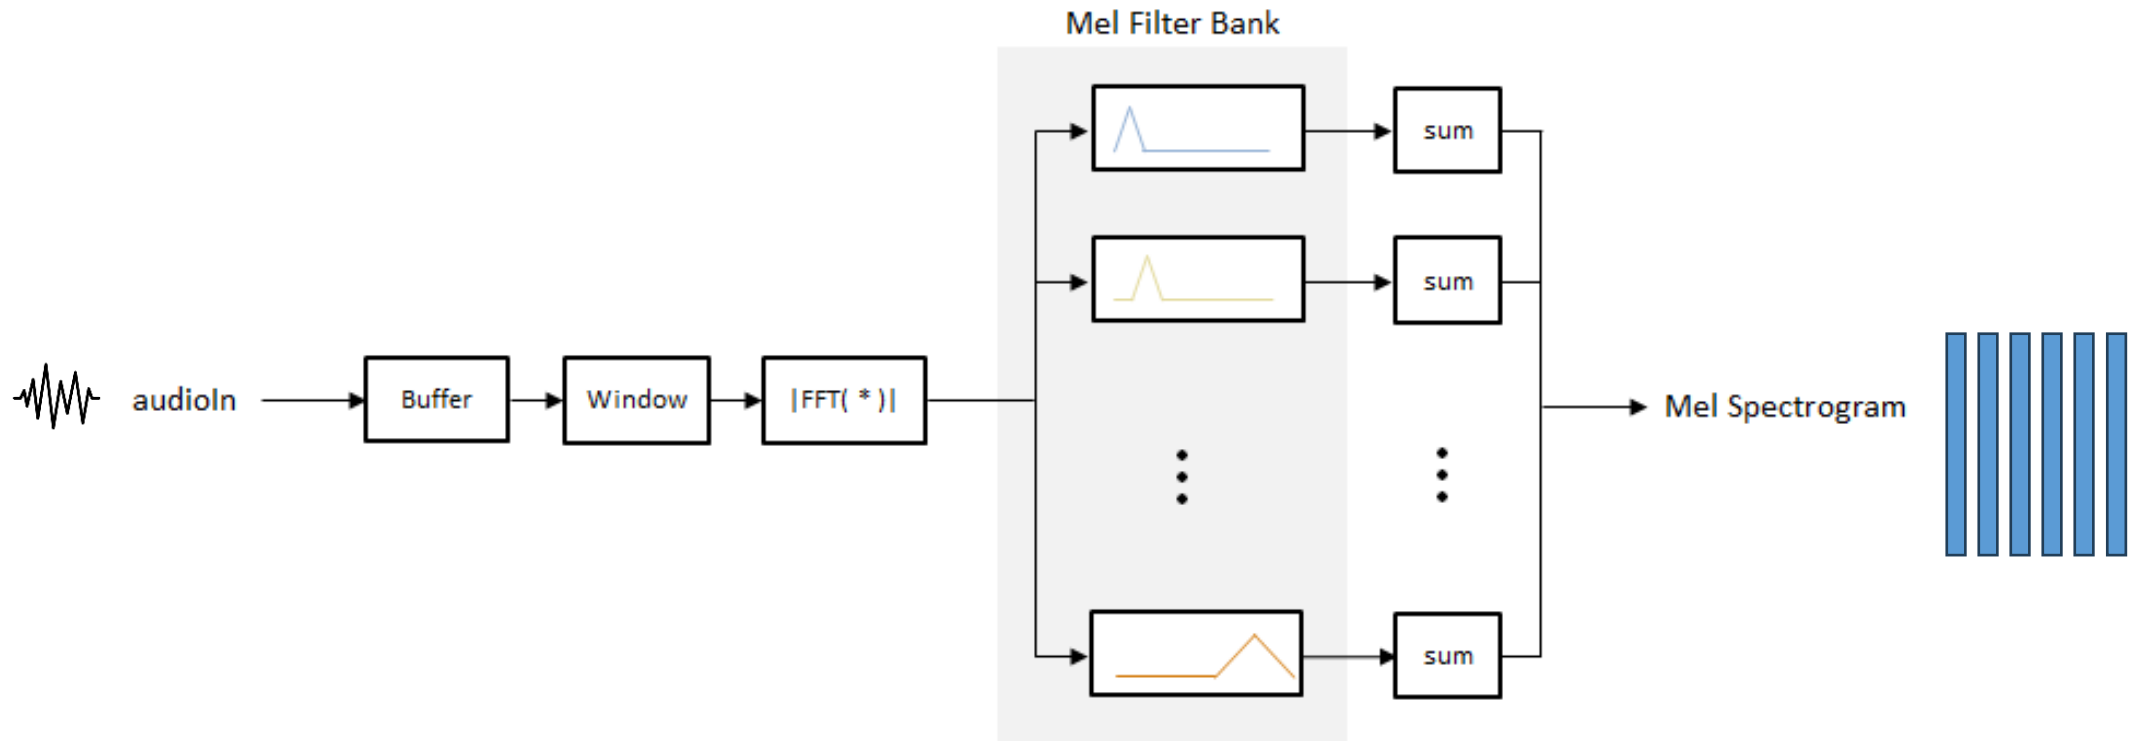 Mel Filter Bank
sum
sum
audioIn
Buffer
Window
|FFT( * )|
Mel Spectrogram
sum